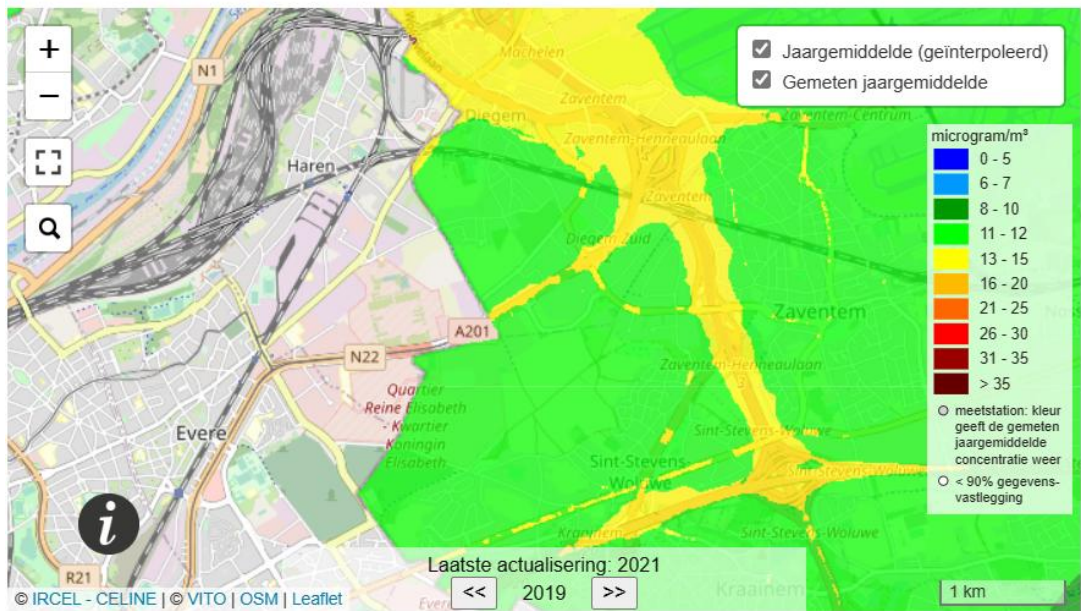 +
−
N1
Haren
Machelen
Diegem
Zaventem
Zaventem-Henneaulaan
Zaventem-Centrum
Zaventem
Diegem Zuid
A201
N22
Zaventem
Zaventem-Henneaulaan
Quartier
Reine Elisabeth
- Kwartier
Koningin
Elisabeth
Evere
Sint-Stevens-Woluwe
Sint-Stevens-
Woluwe
Sint-Stevens-Woluwe
Kraainem
Sint-Stevens-Woluwe
Kraainem
R21
Jaargemiddelde (geïnterpoleerd)
Gemeten jaargemiddelde
microgram/m³
0 - 5
6 - 7
8 - 10
11 - 12
13 - 15
16 - 20
21 - 25
26 - 30
31 - 35
> 35
meetstation: kleur
geeft de gemeten
jaargemiddelde
concentratie weer
< 90% gegevens-
vastlegging
i
Laatste actualisering: 2021
<< 2019 >>
1 km
© IRCEL - CELINE | © VITO | OSM | Leaflet